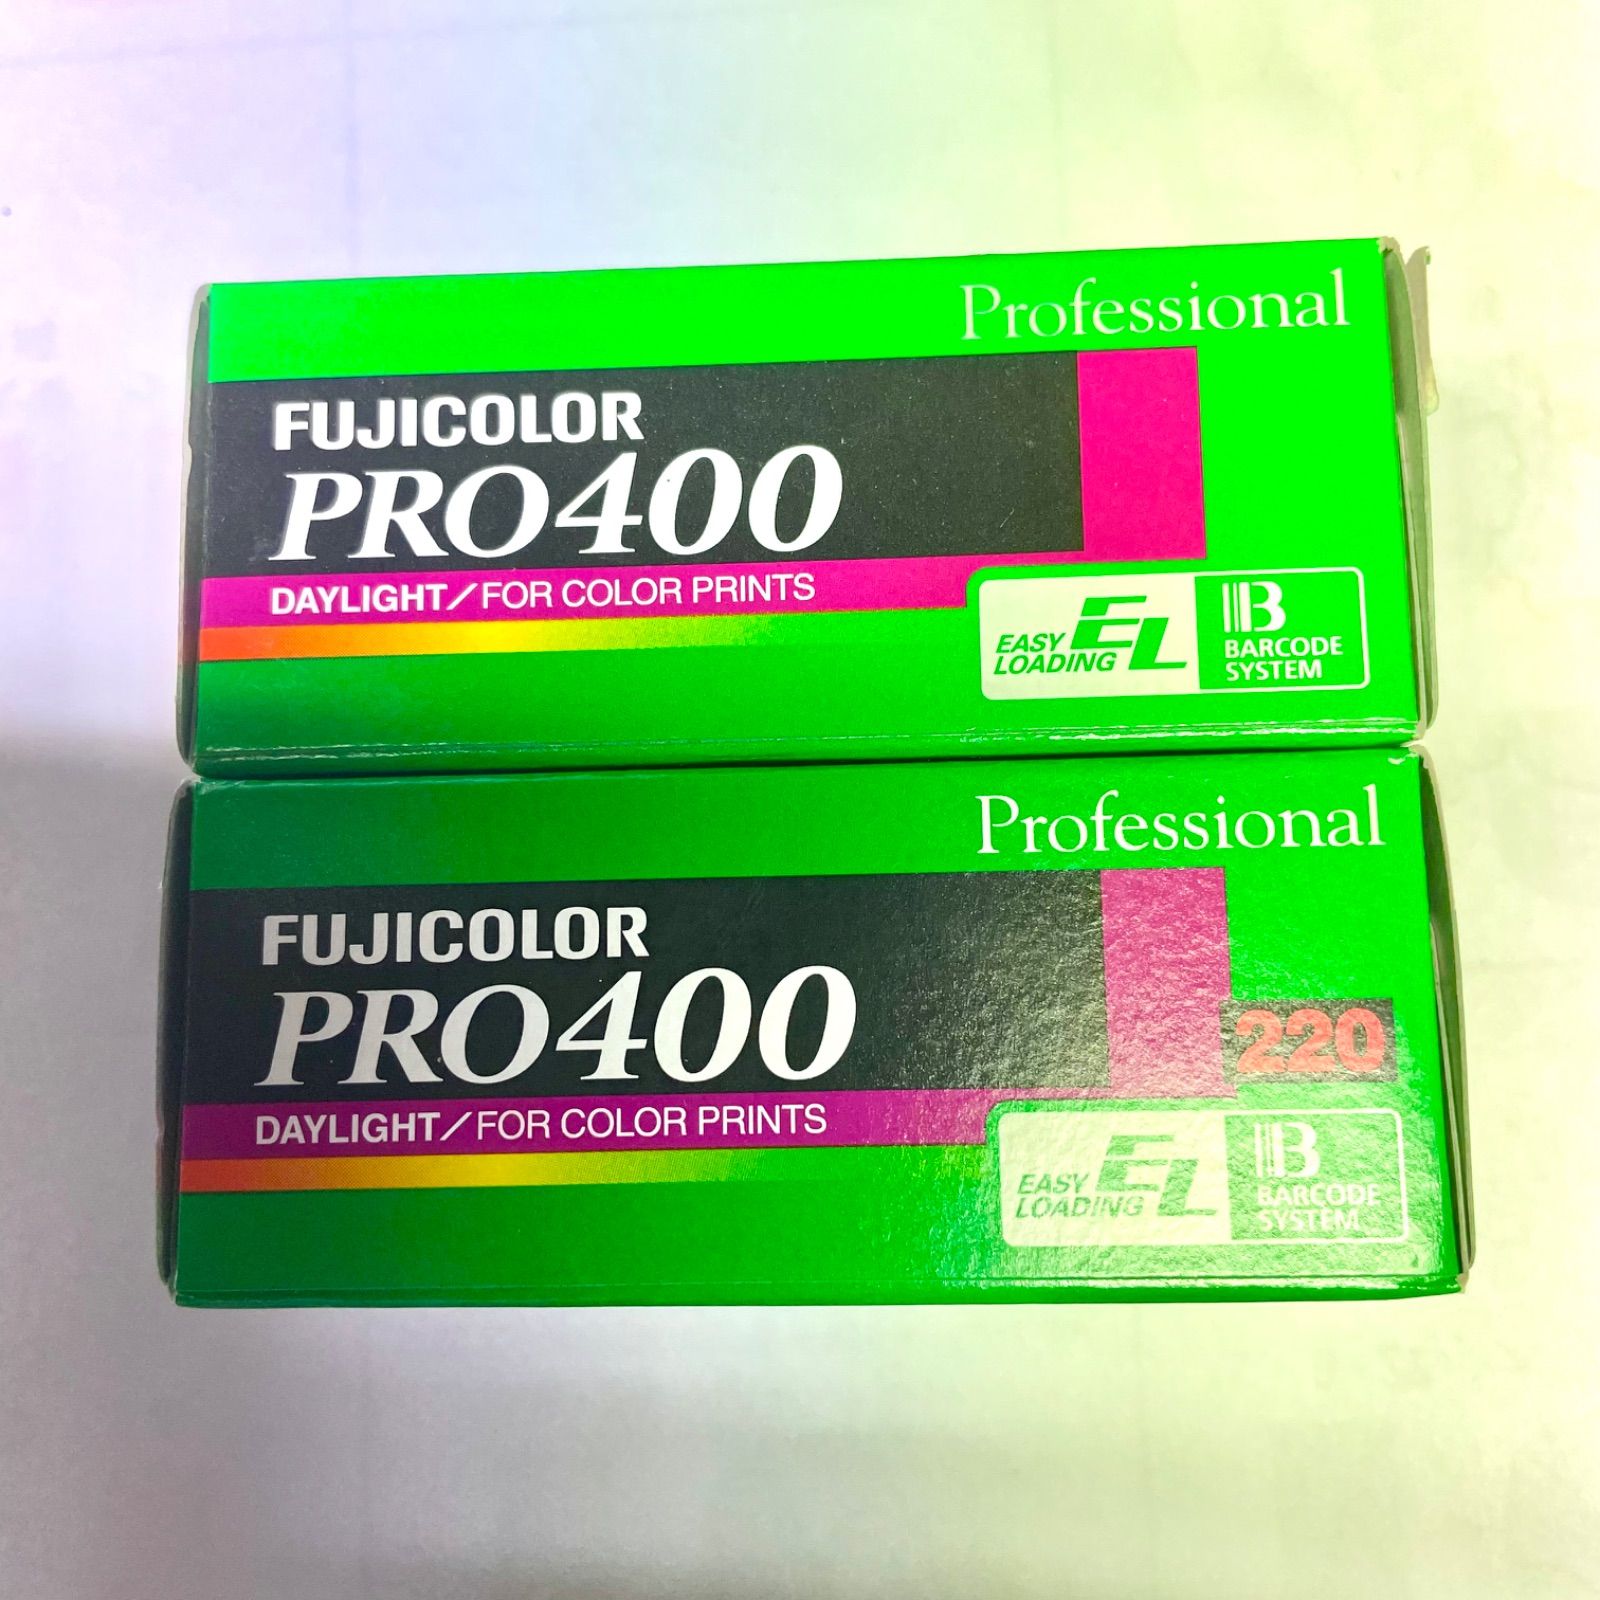 Professional
FUJICOLOR
PRO400
DAYLIGHT/FOR COLOR PRINTS
EASY LOADING EL
B BARCODE SYSTEM
Professional
FUJICOLOR
PRO400
220
DAYLIGHT/FOR COLOR PRINTS
EASY LOADING EL
B BARCODE SYSTEM